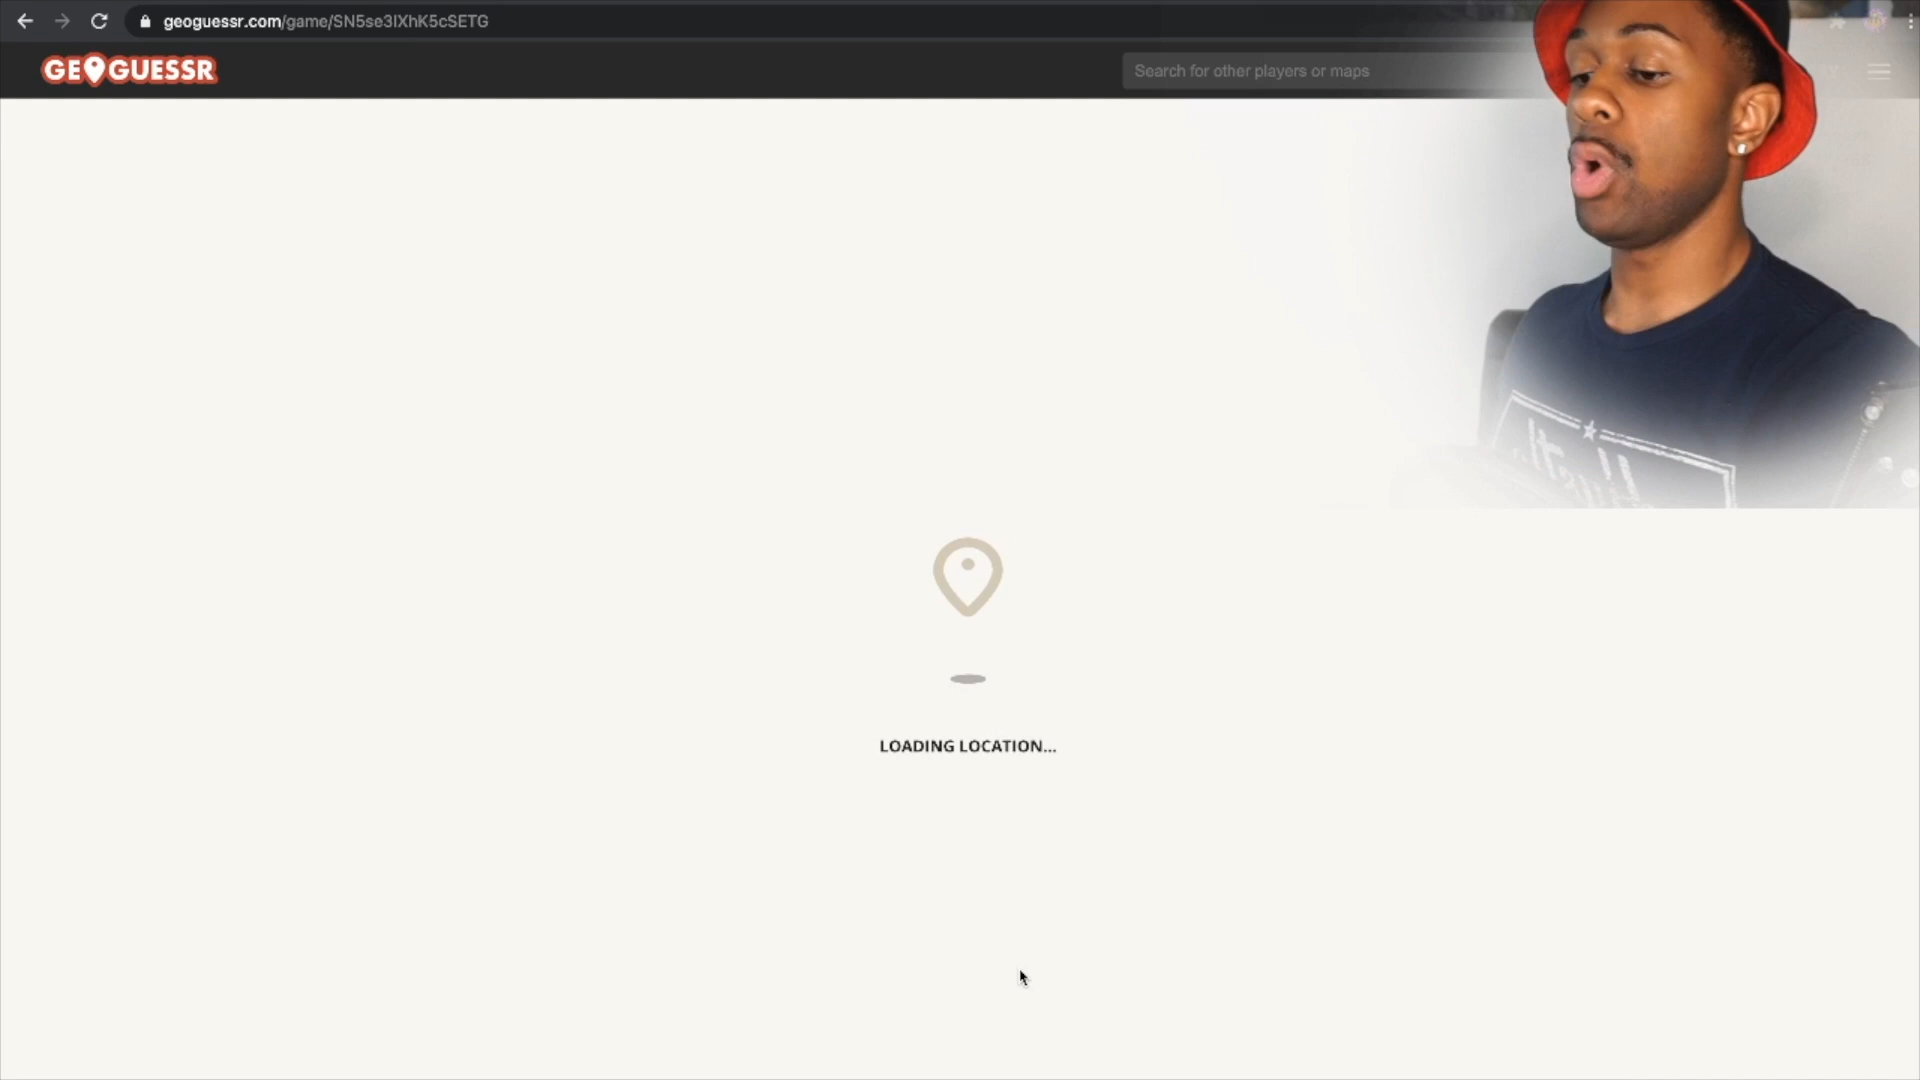 geoguessr.com/game/SN5se3IXhK5cSETG
GEOGUESSR
Search for other players or maps
LOADING LOCATION...